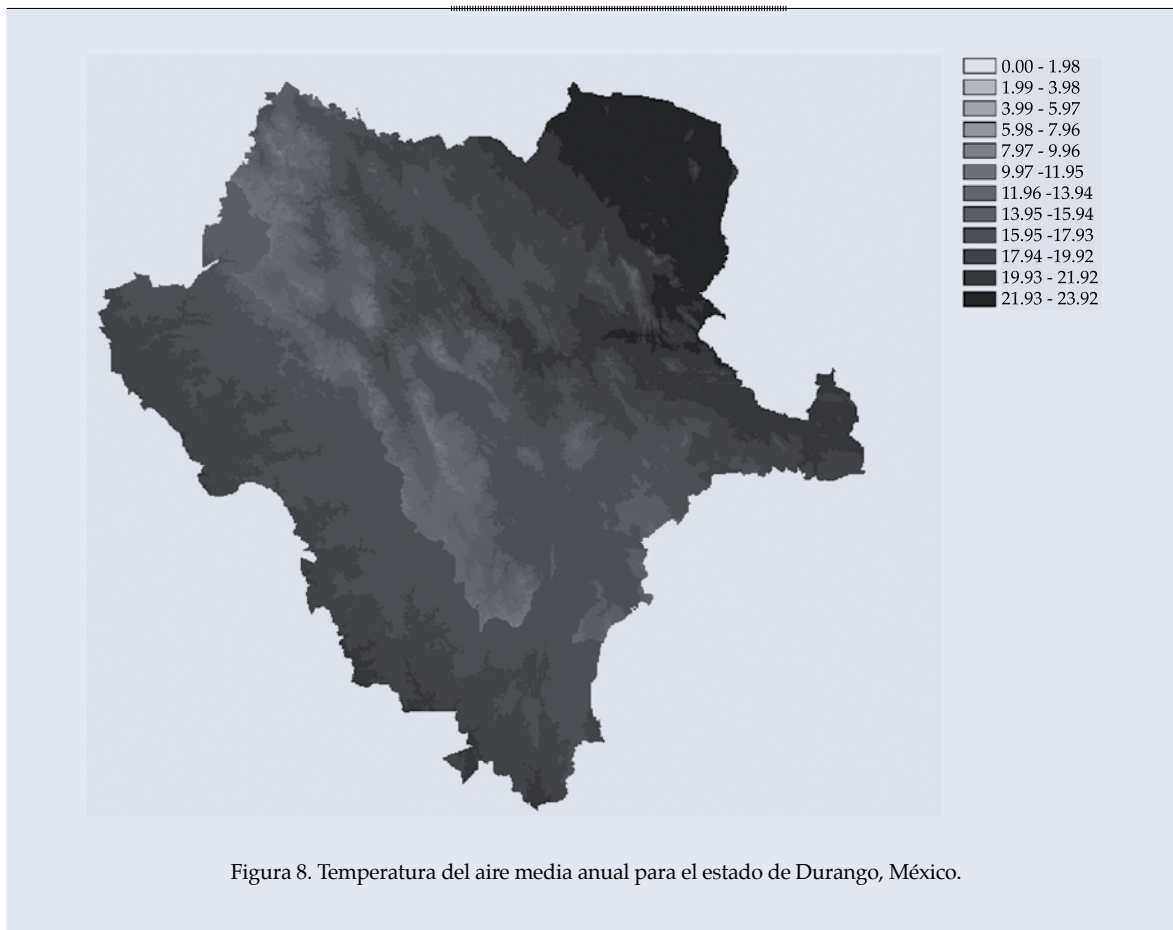 0.00 - 1.98
1.99 - 3.98
3.99 - 5.97
5.98 - 7.96
7.97 - 9.96
9.97 -11.95
11.96 -13.94
13.95 -15.94
15.95 -17.93
17.94 -19.92
19.93 - 21.92
21.93 - 23.92
Figura 8. Temperatura del aire media anual para el estado de Durango, México.